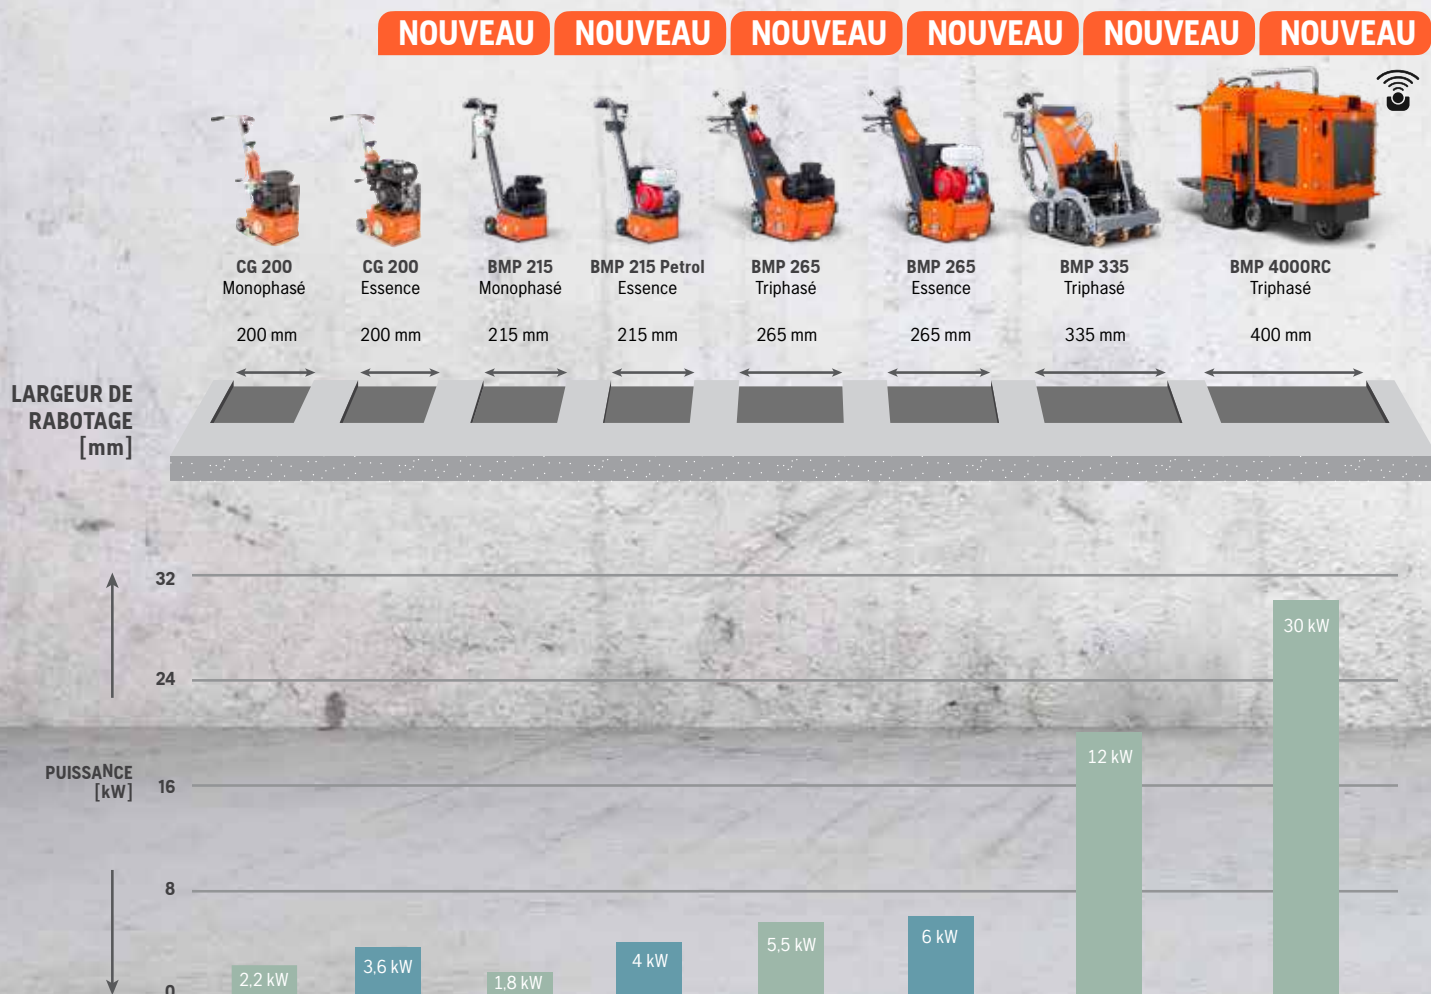 NOUVEAU NOUVEAU NOUVEAU NOUVEAU NOUVEAU NOUVEAU
CG 200
Monophasé
200 mm
CG 200
Essence
200 mm
BMP 215
Monophasé
215 mm
BMP 215 Petrol
Essence
215 mm
BMP 265
Triphasé
265 mm
BMP 265
Essence
265 mm
BMP 335
Triphasé
335 mm
BMP 4000RC
Triphasé
400 mm
LARGEUR DE
RABOTAGE
[mm]
32
24
16
8
0
PUISSANCE
[kW]
2,2 kW
3,6 kW
1,8 kW
4 kW
5,5 kW
6 kW
12 kW
30 kW